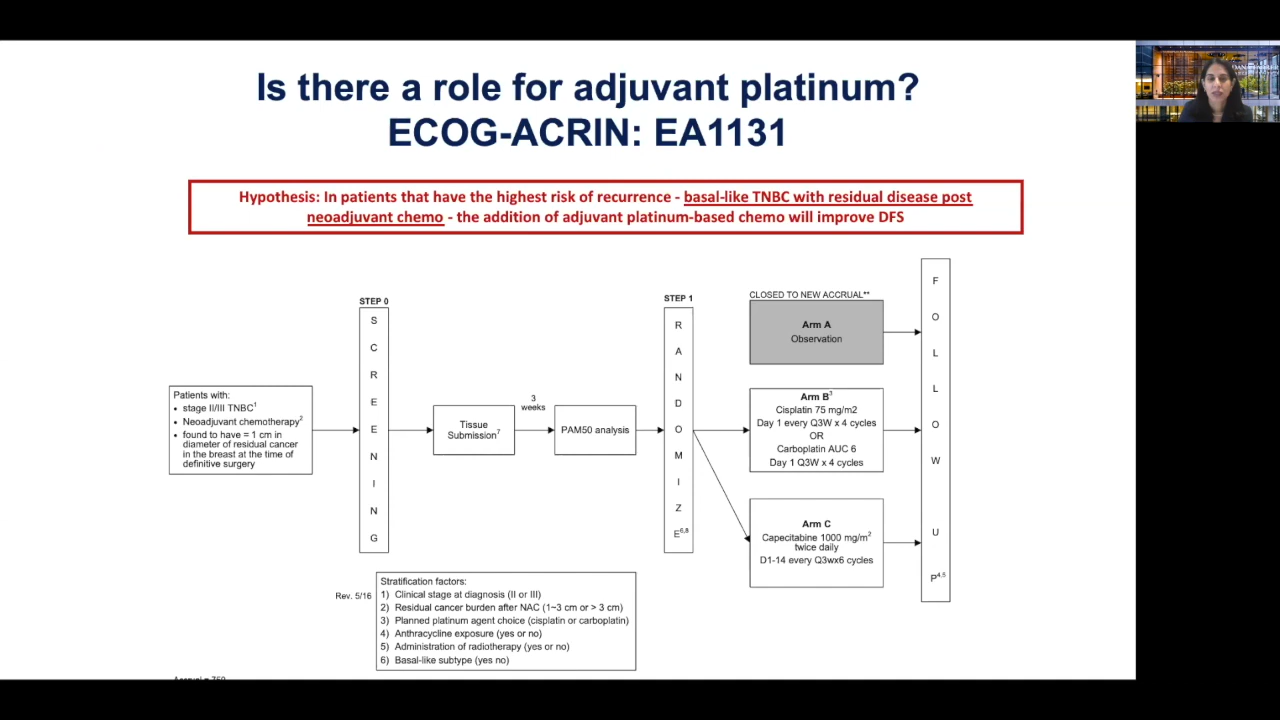 Is there a role for adjuvant platinum?
ECOG-ACRIN: EA1131
Hypothesis: In patients that have the highest risk of recurrence - basal-like TNBC with residual disease post
neoadjuvant chemo - the addition of adjuvant platinum-based chemo will improve DFS
Patients with:
• stage II/III TNBC1
• Neoadjuvant chemotherapy2
• found to have = 1 cm in
diameter of residual cancer
in the breast at the time of
definitive surgery
STEP 0
S
C
R
E
E
N
I
N
G
Tissue
Submission7
3
weeks
PAM50 analysis
STEP 1
R
A
N
D
O
M
I
Z
E6,8
CLOSED TO NEW ACCRUAL**
Arm A
Observation
Arm B3
Cisplatin 75 mg/m2
Day 1 every Q3W x 4 cycles
OR
Carboplatin AUC 6
Day 1 Q3W x 4 cycles
Arm C
Capecitabine 1000 mg/m2
twice daily
D1-14 every Q3wx6 cycles
F
O
L
L
O
W
U
P4,5
Rev. 5/16
Stratification factors:
1) Clinical stage at diagnosis (II or III)
2) Residual cancer burden after NAC (1~3 cm or > 3 cm)
3) Planned platinum agent choice (cisplatin or carboplatin)
4) Anthracycline exposure (yes or no)
5) Administration of radiotherapy (yes or no)
6) Basal-like subtype (yes no)